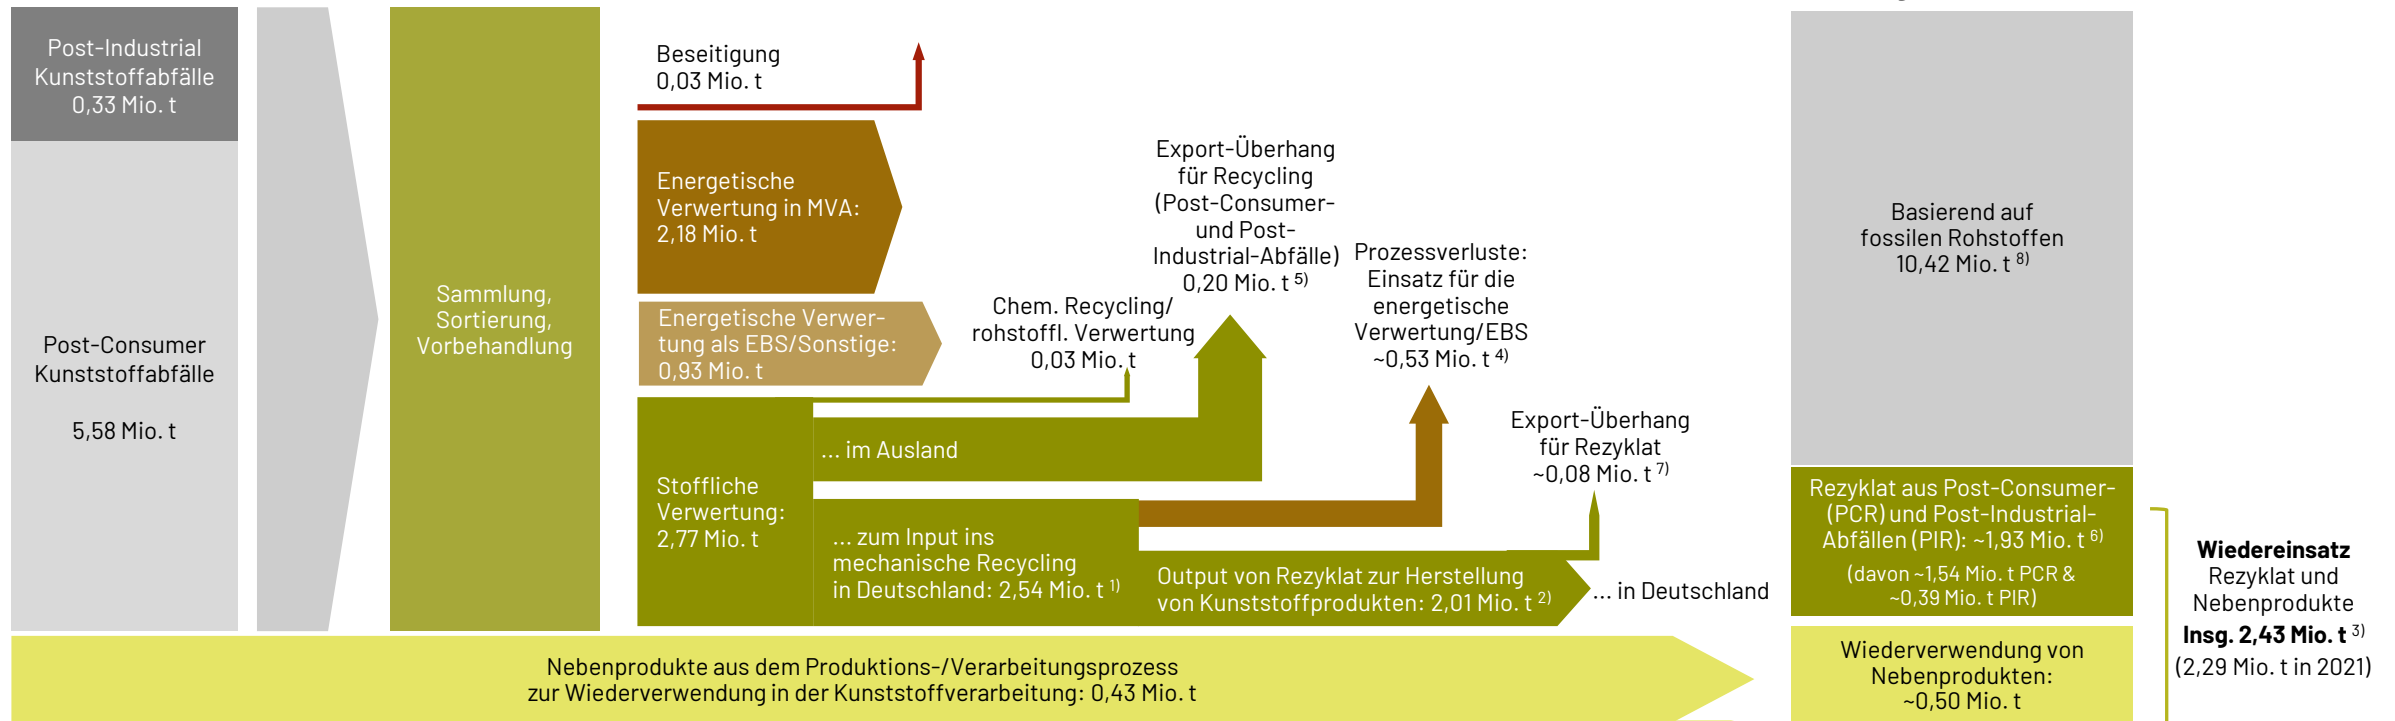 Post-Industrial
Kunststoffabfälle
0,33 Mio. t
Post-Consumer
Kunststoffabfälle
5,58 Mio. t
Sammlung,
Sortierung,
Vorbehandlung
Beseitigung
0,03 Mio. t
Energetische
Verwertung in MVA:
2,18 Mio. t
Energetische Verwer-
tung als EBS/Sonstige:
0,93 Mio. t
Stoffliche
Verwertung:
2,77 Mio. t
Chem. Recycling/
rohstoffl. Verwertung
0,03 Mio. t
... im Ausland
Export-Überhang
für Recycling
(Post-Consumer-
und Post-
Industrial-Abfälle)
0,20 Mio. t 5)
... zum Input ins
mechanische Recycling
in Deutschland: 2,54 Mio. t 1)
Prozessverluste:
Einsatz für die
energetische
Verwertung/EBS
~0,53 Mio. t 4)
Output von Rezyklat zur Herstellung
von Kunststoffprodukten: 2,01 Mio. t 2)
Export-Überhang
für Rezyklat
~0,08 Mio. t 7)
... in Deutschland
Nebenprodukte aus dem Produktions-/Verarbeitungsprozess
zur Wiederverwendung in der Kunststoffverarbeitung: 0,43 Mio. t
Basierend auf
fossilen Rohstoffen
10,42 Mio. t 8)
Rezyklat aus Post-Consumer-
(PCR) und Post-Industrial-
Abfällen (PIR): ~1,93 Mio. t 6)
(davon ~1,54 Mio. t PCR &
~0,39 Mio. t PIR)
Wiederverwendung von
Nebenprodukten:
~0,50 Mio. t
Wiedereinsatz
Rezyklat und
Nebenprodukte
Insg. 2,43 Mio. t 3)
(2,29 Mio. t in 2021)